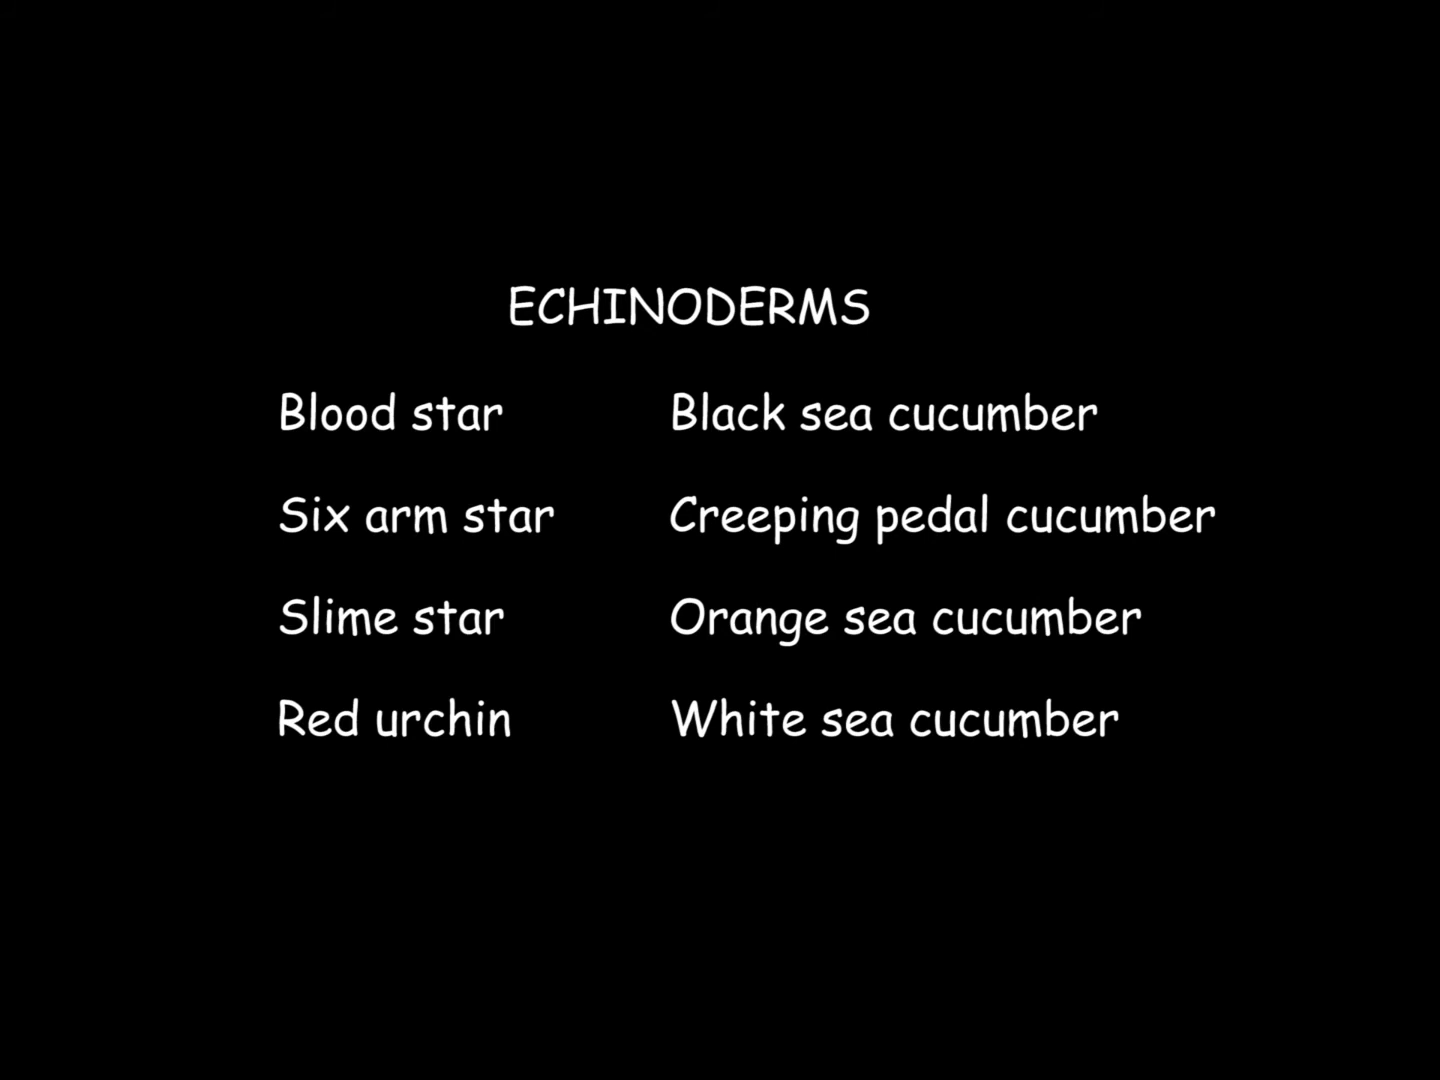 ECHINODERMS
Blood star Black sea cucumber
Six arm star Creeping pedal cucumber
Slime star Orange sea cucumber
Red urchin White sea cucumber